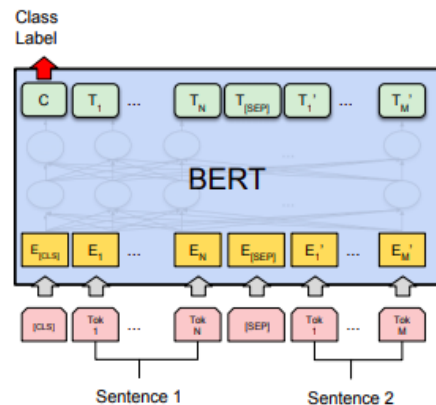 Class
Label
C T1 ... TN T[SEP] T1' ... TM'
...
...
BERT
E[CLS] E1 ... EN E[SEP] E1' ... EM'
[CLS] Tok 1 ... Tok N [SEP] Tok 1 ... Tok M
Sentence 1 Sentence 2